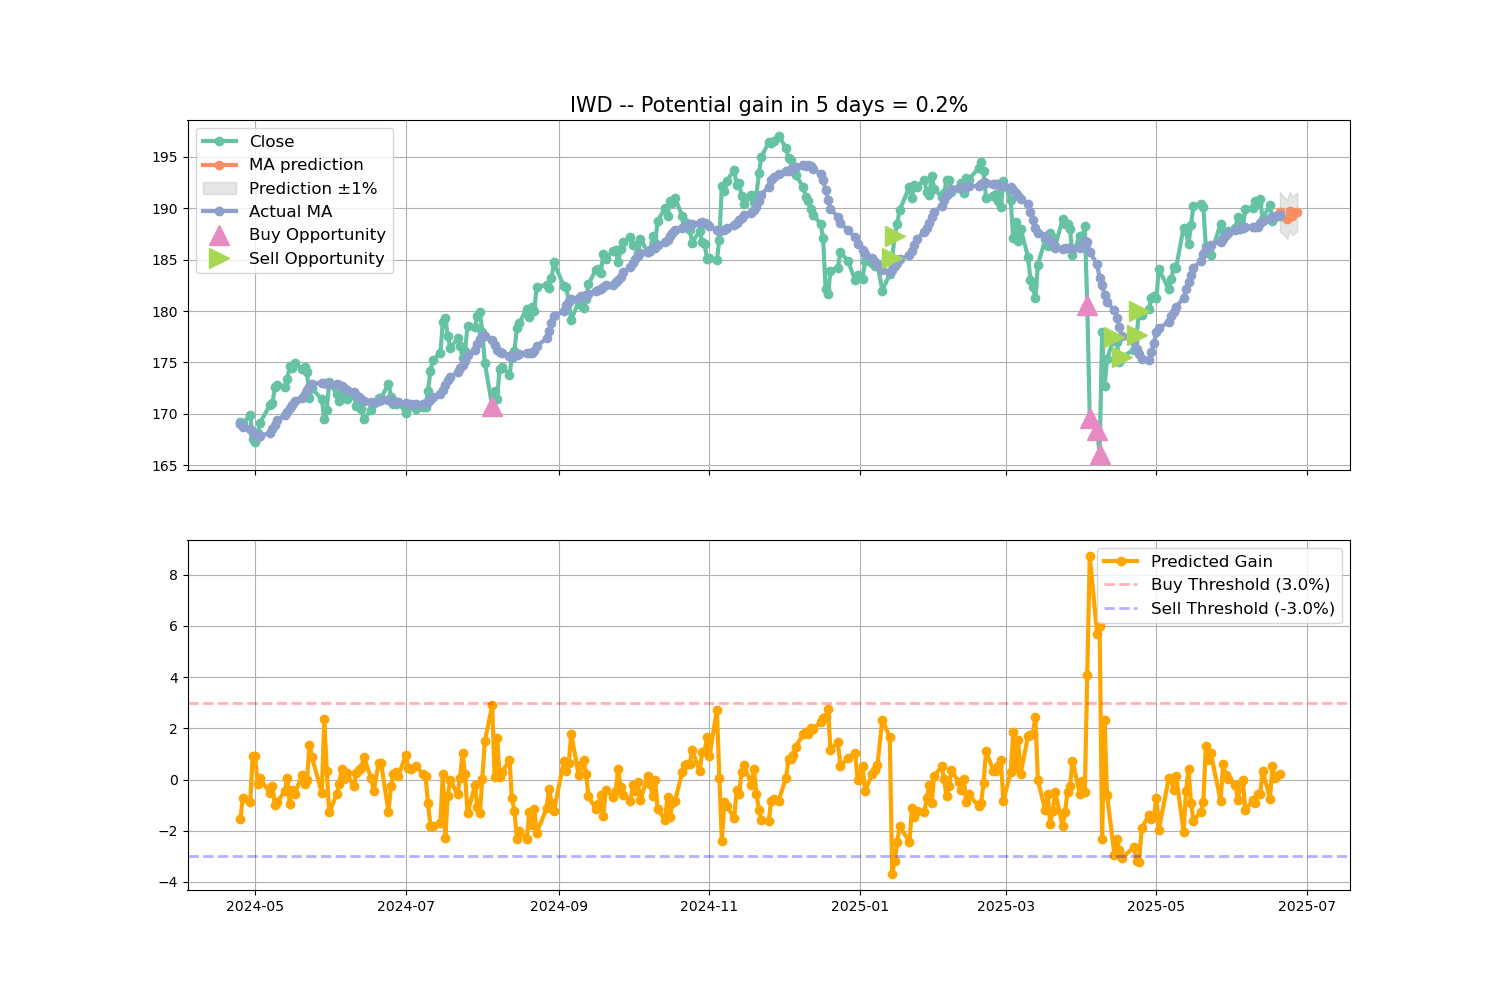 IWD -- Potential gain in 5 days = 0.2%
Close
MA prediction
Prediction ±1%
Actual MA
Buy Opportunity
Sell Opportunity
195
190
185
180
175
170
165
Predicted Gain
Buy Threshold (3.0%)
Sell Threshold (-3.0%)
8
6
4
2
0
−2
−4
2024-05
2024-07
2024-09
2024-11
2025-01
2025-03
2025-05
2025-07